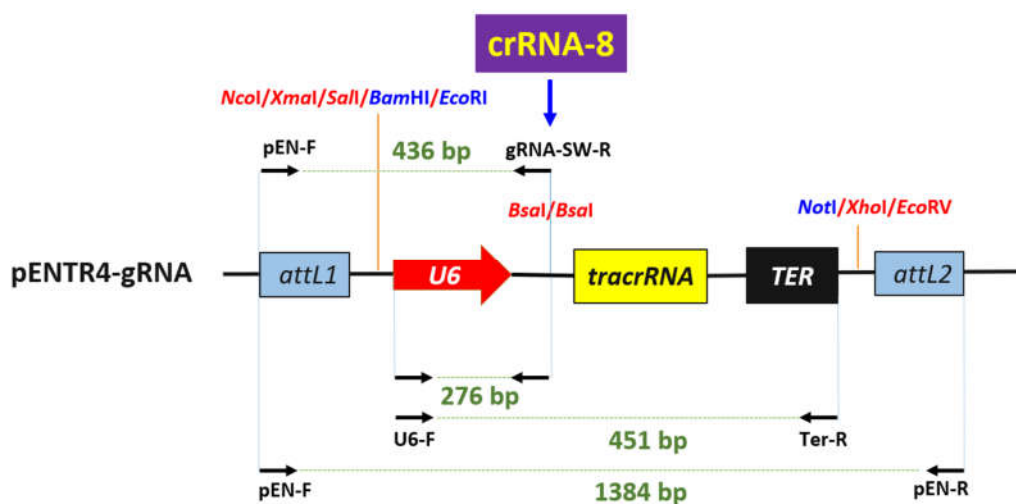 crRNA-8
NcoI/XmaI/SalI/BamHI/EcoRI
pEN-F
436 bp
gRNA-SW-R
BsaI/BsaI
NotI/XhoI/EcoRV
pENTR4-gRNA
attL1
U6
tracrRNA
TER
attL2
276 bp
U6-F
451 bp
Ter-R
pEN-F
1384 bp
pEN-R